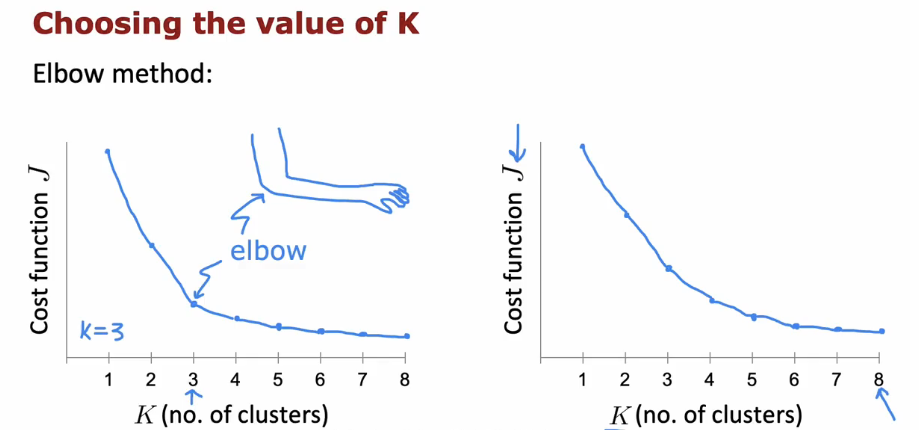 Choosing the value of K
Elbow method:
Cost function J
elbow
K=3
1 2 3 4 5 6 7 8
K (no. of clusters)
Cost function J
1 2 3 4 5 6 7 8
K (no. of clusters)